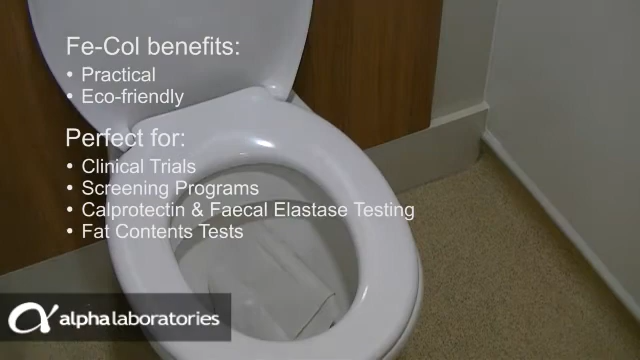 Fe-Col benefits:
• Practical
• Eco-friendly
Perfect for:
• Clinical Trials
• Screening Programs
• Calprotectin & Faecal Elastase Testing
• Fat Contents Tests
alphalaboratories